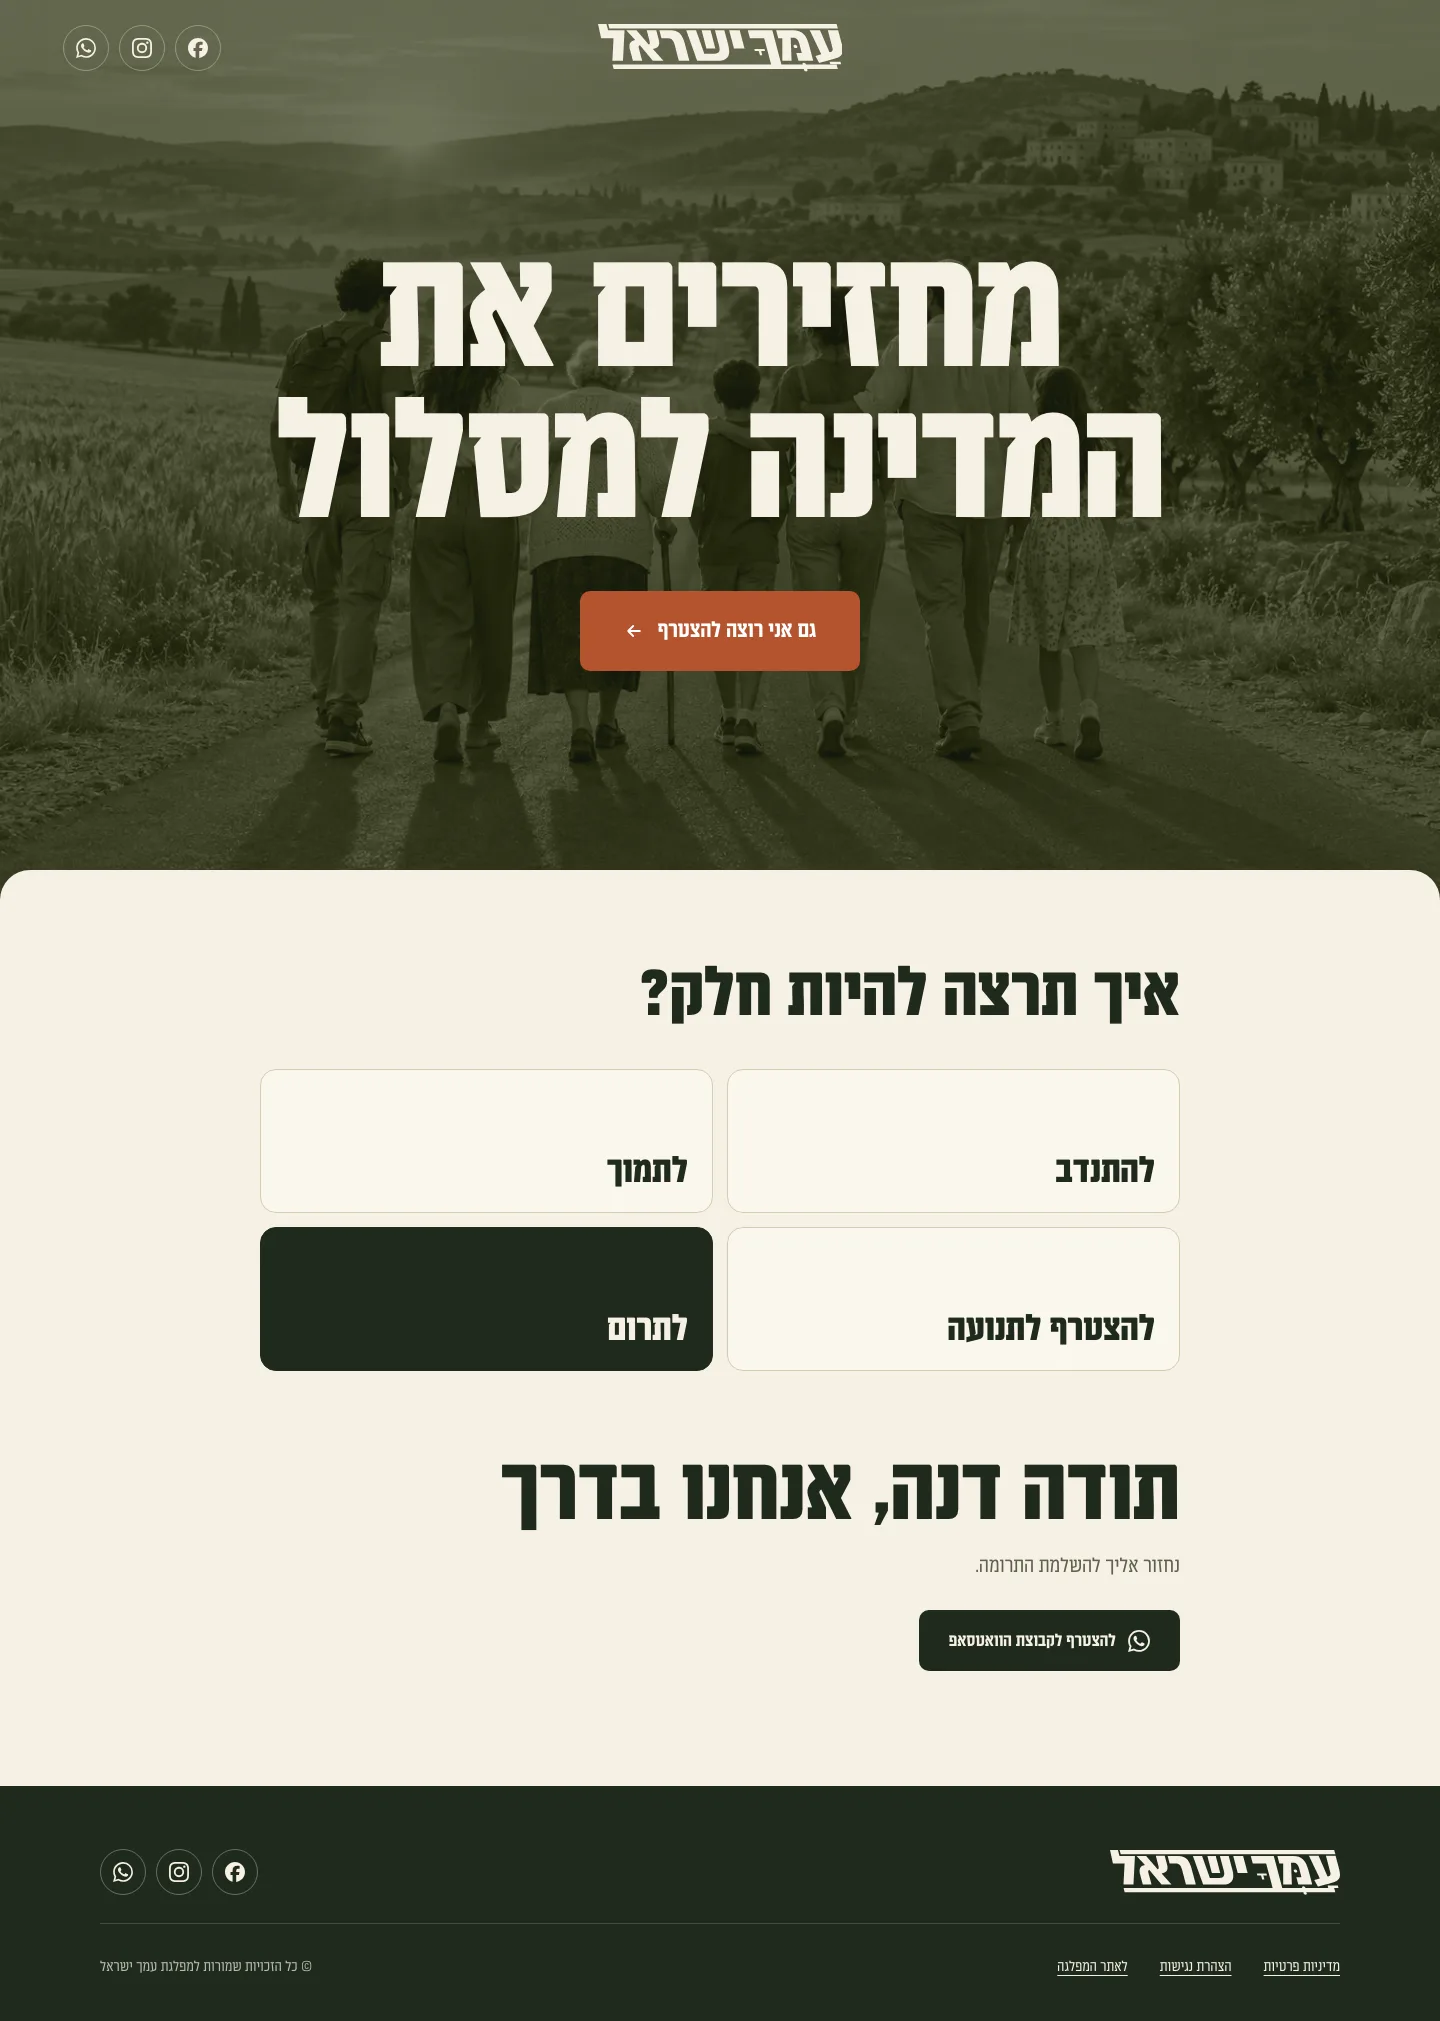 עַמְּךָ ישראל
מחזירים את
המדינה למסלול
גם אני רוצה להצטרף ←
איך תרצה להיות חלק?
להתנדב
לתמוך
להצטרף לתנועה
לתרום
תודה דנה, אנחנו בדרך
נחזור אליך להשלמת התרומה.
להצטרף לקבוצת הוואטסאפ
עַמְּךָ ישראל
מדיניות פרטיות
הצהרת נגישות
לאתר המפלגה
© כל הזכויות שמורות למפלגת עמך ישראל